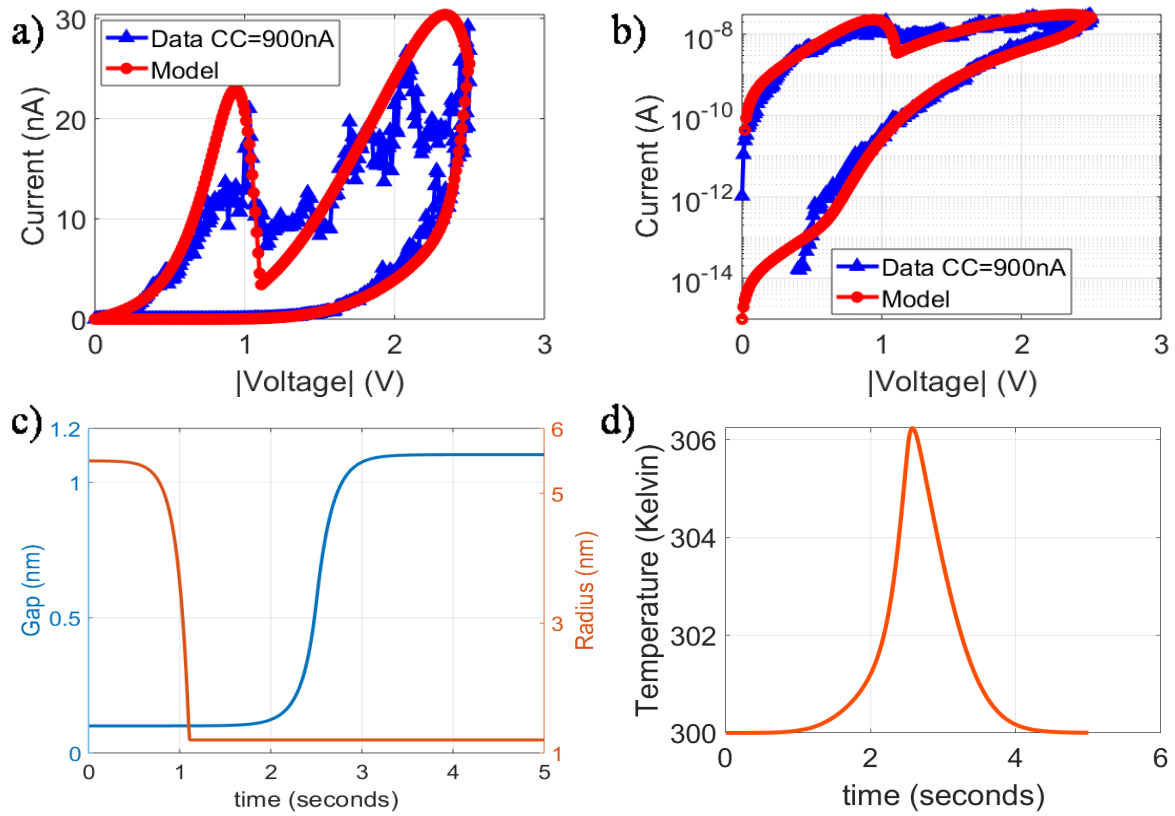 a)
30
20
10
0
Current (nA)
Data CC=900nA
Model
0
1
2
3
|Voltage| (V)
b)
10⁻⁸
10⁻¹⁰
10⁻¹²
10⁻¹⁴
Current (A)
Data CC=900nA
Model
0
1
2
3
|Voltage| (V)
c)
1.2
1
0.5
0
Gap (nm)
6
5
3
1
Radius (nm)
0
1
2
3
4
5
time (seconds)
d)
306
304
302
300
Temperature (Kelvin)
0
2
4
6
time (seconds)